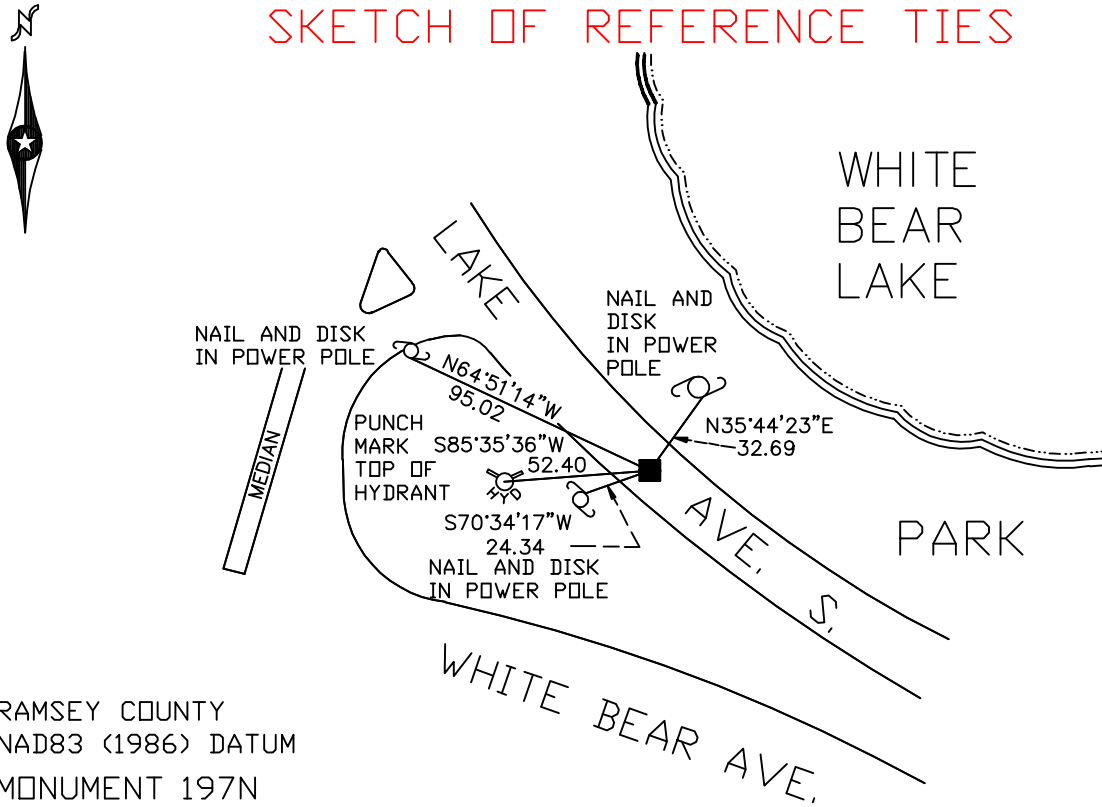 N
SKETCH OF REFERENCE TIES
WHITE
BEAR
LAKE
LAKE
NAIL AND
DISK
IN POWER
POLE
NAIL AND DISK
IN POWER POLE
N64°51'14"W
95.02
N35°44'23"E
32.69
PUNCH
MARK
TOP OF
HYDRANT
S85°35'36"W
52.40
HYD
MEDIAN
S70°34'17"W
24.34
NAIL AND DISK
IN POWER POLE
AVE. S.
PARK
WHITE BEAR AVE.
RAMSEY COUNTY
NAD83 (1986) DATUM
MONUMENT 197N